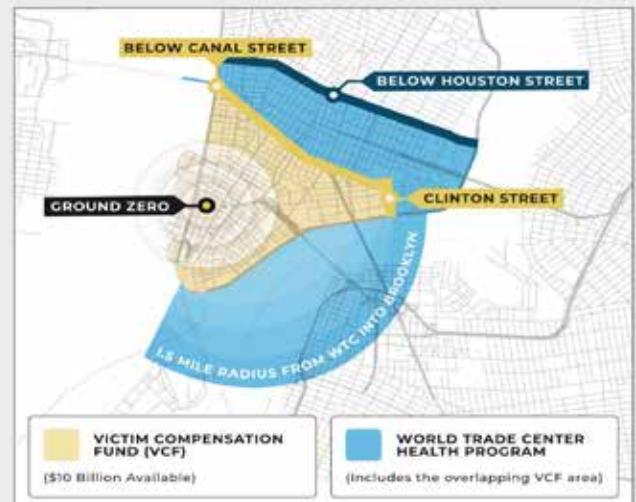 BELOW CANAL STREET
BELOW HOUSTON STREET
GROUND ZERO
CLINTON STREET
1.5 MILE RADIUS FROM WTC INTO BROOKLYN
VICTIM COMPENSATION
FUND (VCF)
($10 Billion Available)
WORLD TRADE CENTER
HEALTH PROGRAM
(Includes the overlapping VCF area)